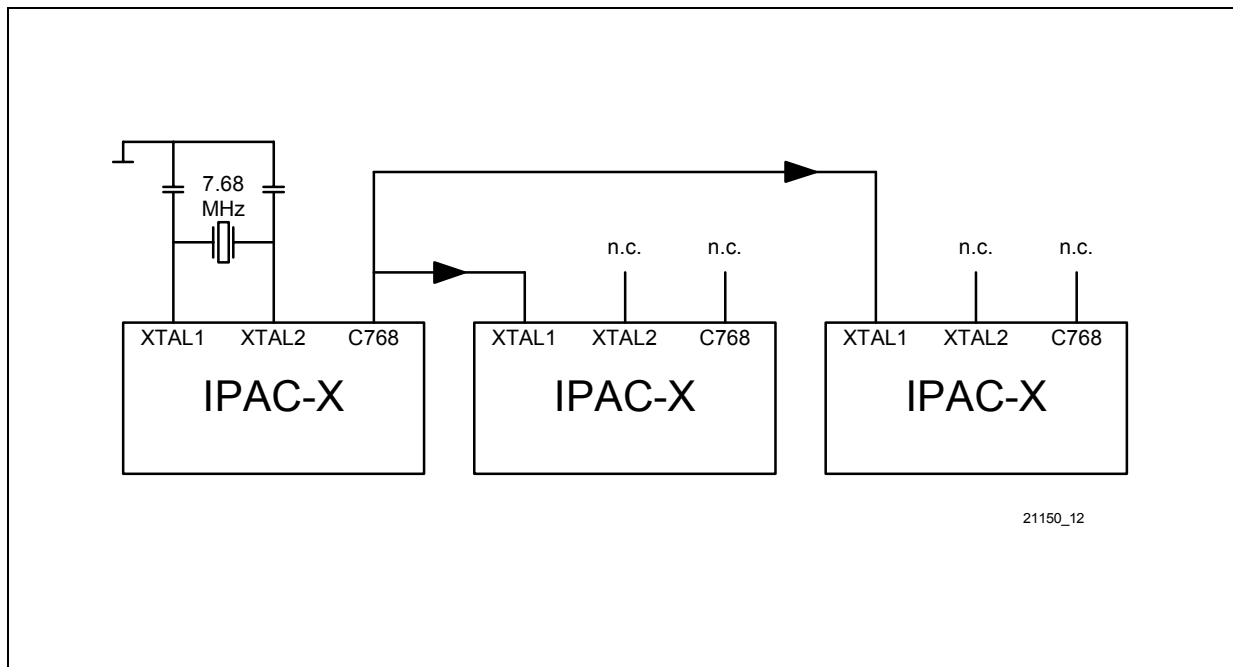 7.68
MHz
n.c. n.c. n.c. n.c.
XTAL1 XTAL2 C768 XTAL1 XTAL2 C768 XTAL1 XTAL2 C768
IPAC-X IPAC-X IPAC-X
21150_12